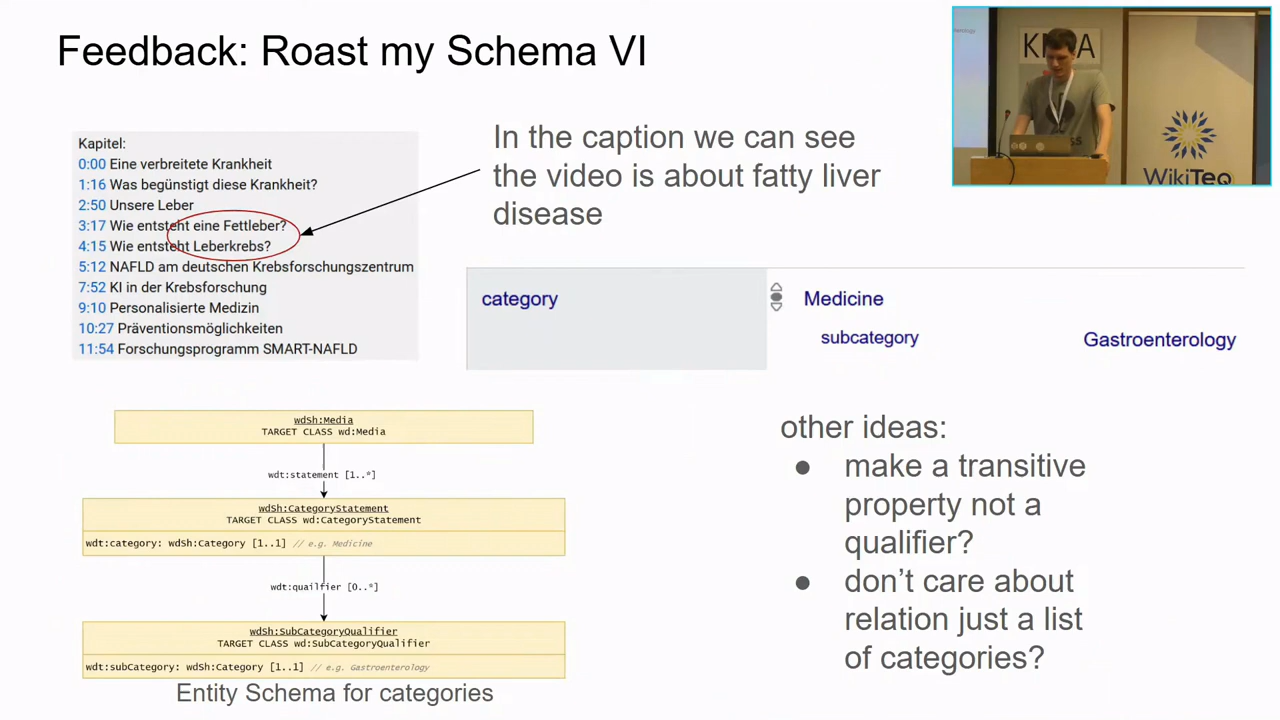 Feedback: Roast my Schema VI
Kapitel:
0:00 Eine verbreitete Krankheit
1:16 Was begünstigt diese Krankheit?
2:50 Unsere Leber
3:17 Wie entsteht eine Fettleber?
4:15 Wie entsteht Leberkrebs?
5:12 NAFLD am deutschen Krebsforschungszentrum
7:52 KI in der Krebsforschung
9:10 Personalisierte Medizin
10:27 Präventionsmöglichkeiten
11:54 Forschungsprogramm SMART-NAFLD
In the caption we can see
the video is about fatty liver
disease
category
Medicine
subcategory
Gastroenterology
wdSh:Media
TARGET CLASS wd:Media
wdt:statement [1..*]
wdSh:CategoryStatement
TARGET CLASS wd:CategoryStatement
wdt:category: wdSh:Category [1..1] // e.g. Medicine
wdt:quailfier [0..*]
wdSh:SubCategoryQualifier
TARGET CLASS wd:SubCategoryQualifier
wdt:subCategory: wdSh:Category [1..1] // e.g. Gastroenterology
Entity Schema for categories
other ideas:
● make a transitive
property not a
qualifier?
● don't care about
relation just a list
of categories?
WikiTeq